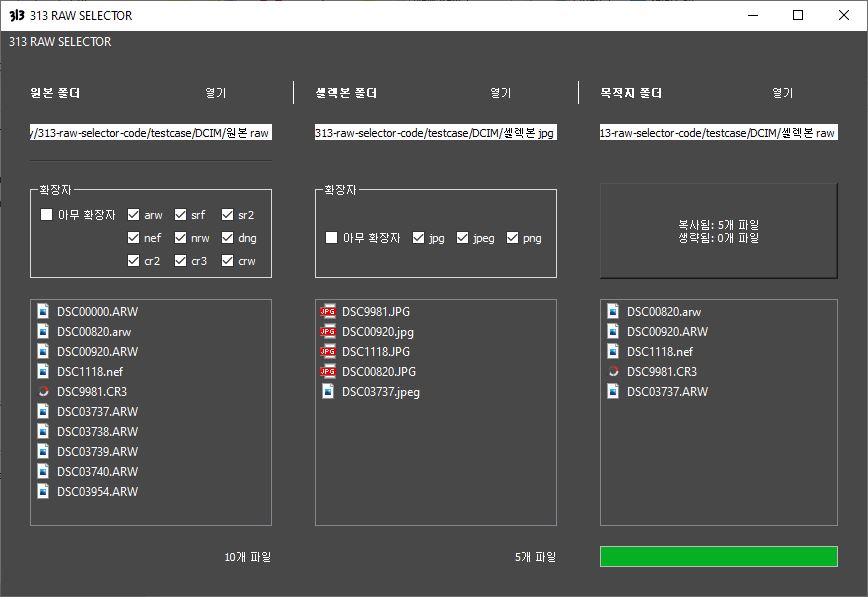 313 RAW SELECTOR
313 RAW SELECTOR
원본 폴더 열기
y/313-raw-selector-code/testcase/DCIM/원본 raw
확장자
아무 확장자 arw srf sr2
nef nrw dng
cr2 cr3 crw
DSC00000.ARW
DSC00820.arw
DSC00920.ARW
DSC1118.nef
DSC9981.CR3
DSC03737.ARW
DSC03738.ARW
DSC03739.ARW
DSC03740.ARW
DSC03954.ARW
10개 파일
셀렉본 폴더 열기
313-raw-selector-code/testcase/DCIM/셀렉본 jpg
확장자
아무 확장자 jpg jpeg png
DSC9981.JPG
DSC00920.jpg
DSC1118.JPG
DSC00820.JPG
DSC03737.jpeg
5개 파일
목적지 폴더 열기
13-raw-selector-code/testcase/DCIM/셀렉본 raw
복사됨: 5개 파일
생략됨: 0개 파일
DSC00820.arw
DSC00920.ARW
DSC1118.nef
DSC9981.CR3
DSC03737.ARW